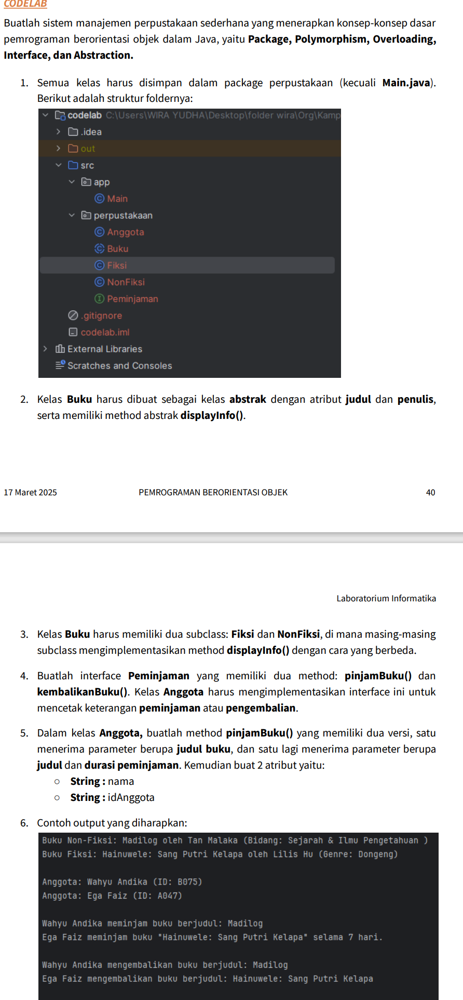 CODELAB
Buatlah sistem manajemen perpustakaan sederhana yang menerapkan konsep-konsep dasar
pemrograman berorientasi objek dalam Java, yaitu Package, Polymorphism, Overloading,
Interface, dan Abstraction.
1. Semua kelas harus disimpan dalam package perpustakaan (kecuali Main.java).
Berikut adalah struktur foldernya:
codelab C:\Users\WIRA YUDHA\Desktop\folder wira\Org\Kamp
.idea
out
src
app
Main
perpustakaan
Anggota
Buku
Fiksi
NonFiksi
Peminjaman
.gitignore
codelab.iml
External Libraries
Scratches and Consoles
2. Kelas Buku harus dibuat sebagai kelas abstrak dengan atribut judul dan penulis,
serta memiliki method abstrak displayInfo().
17 Maret 2025 PEMROGRAMAN BERORIENTASI OBJEK 40
Laboratorium Informatika
3. Kelas Buku harus memiliki dua subclass: Fiksi dan NonFiksi, di mana masing-masing
subclass mengimplementasikan method displayInfo() dengan cara yang berbeda.
4. Buatlah interface Peminjaman yang memiliki dua method: pinjamBuku() dan
kembalikanBuku(). Kelas Anggota harus mengimplementasikan interface ini untuk
mencetak keterangan peminjaman atau pengembalian.
5. Dalam kelas Anggota, buatlah method pinjamBuku() yang memiliki dua versi, satu
menerima parameter berupa judul buku, dan satu lagi menerima parameter berupa
judul dan durasi peminjaman. Kemudian buat 2 atribut yaitu:
○ String : nama
○ String : idAnggota
6. Contoh output yang diharapkan:
Buku Non-Fiksi: Madilog oleh Tan Malaka (Bidang: Sejarah & Ilmu Pengetahuan )
Buku Fiksi: Hainuwele: Sang Putri Kelapa oleh Lilis Hu (Genre: Dongeng)
Anggota: Wahyu Andika (ID: B075)
Anggota: Ega Faiz (ID: A047)
Wahyu Andika meminjam buku berjudul: Madilog
Ega Faiz meminjam buku "Hainuwele: Sang Putri Kelapa" selama 7 hari.
Wahyu Andika mengembalikan buku berjudul: Madilog
Ega Faiz mengembalikan buku berjudul: Hainuwele: Sang Putri Kelapa